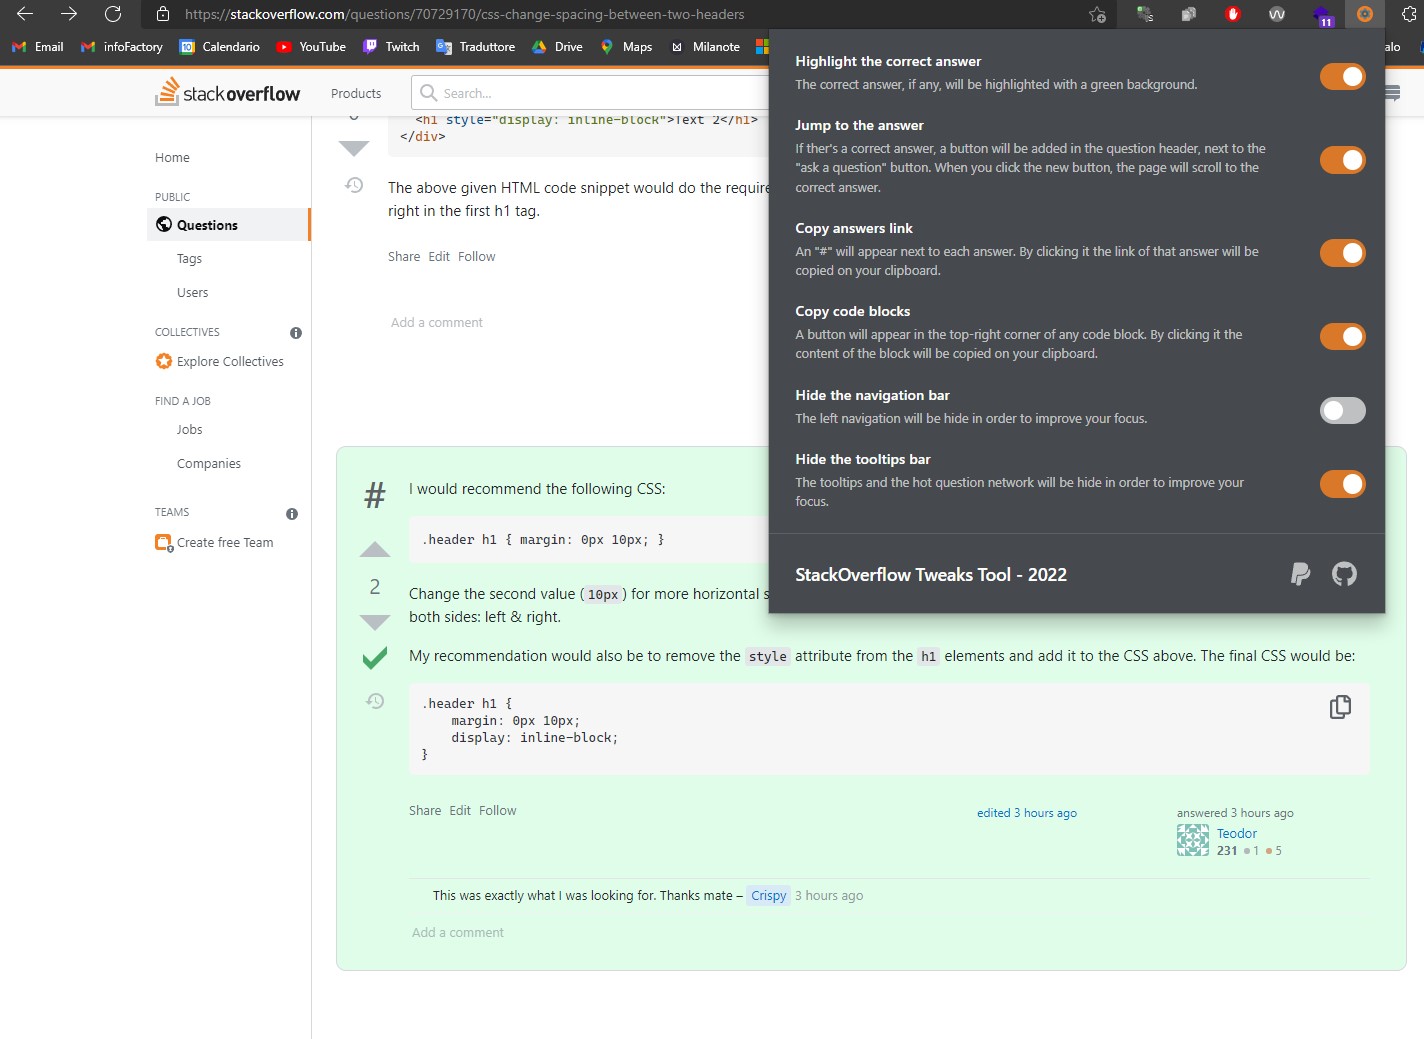 https://stackoverflow.com/questions/70729170/css-change-spacing-between-two-headers
11
Email
infoFactory
Calendario
YouTube
Twitch
Traduttore
Drive
Maps
Milanote
alo
stackoverflow
Products
Search...
Home
PUBLIC
Questions
Tags
Users
COLLECTIVES
Explore Collectives
FIND A JOB
Jobs
Companies
TEAMS
Create free Team
<h1 style="display: inline-block">Text 2</h1>
</div>
The above given HTML code snippet would do the require
right in the first h1 tag.
Share Edit Follow
Add a comment
#
I would recommend the following CSS:
.header h1 { margin: 0px 10px; }
2
Change the second value (10px) for more horizontal s
both sides: left & right.
My recommendation would also be to remove the style attribute from the h1 elements and add it to the CSS above. The final CSS would be:
.header h1 {
margin: 0px 10px;
display: inline-block;
}
Share Edit Follow
edited 3 hours ago
answered 3 hours ago
Teodor
231 1 5
This was exactly what I was looking for. Thanks mate – Crispy 3 hours ago
Add a comment
Highlight the correct answer
The correct answer, if any, will be highlighted with a green background.
Jump to the answer
If ther's a correct answer, a button will be added in the question header, next to the
"ask a question" button. When you click the new button, the page will scroll to the
correct answer.
Copy answers link
An "#" will appear next to each answer. By clicking it the link of that answer will be
copied on your clipboard.
Copy code blocks
A button will appear in the top-right corner of any code block. By clicking it the
content of the block will be copied on your clipboard.
Hide the navigation bar
The left navigation will be hide in order to improve your focus.
Hide the tooltips bar
The tooltips and the hot question network will be hide in order to improve your
focus.
StackOverflow Tweaks Tool - 2022